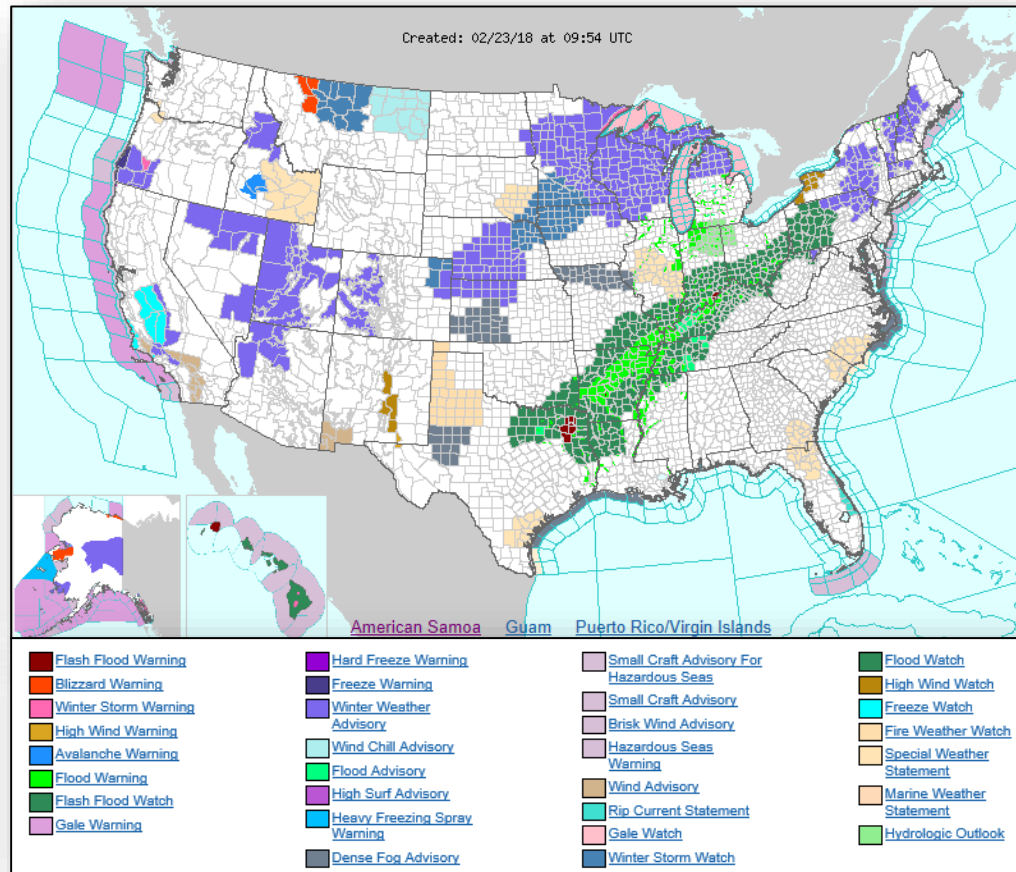 Created: 02/23/18 at 09:54 UTC
American Samoa Guam Puerto Rico/Virgin Islands
Flash Flood Warning
Blizzard Warning
Winter Storm Warning
High Wind Warning
Avalanche Warning
Flood Warning
Flash Flood Watch
Gale Warning
Hard Freeze Warning
Freeze Warning
Winter Weather
Advisory
Wind Chill Advisory
Flood Advisory
High Surf Advisory
Heavy Freezing Spray
Warning
Dense Fog Advisory
Small Craft Advisory For
Hazardous Seas
Small Craft Advisory
Brisk Wind Advisory
Hazardous Seas
Warning
Wind Advisory
Rip Current Statement
Gale Watch
Winter Storm Watch
Flood Watch
High Wind Watch
Freeze Watch
Fire Weather Watch
Special Weather
Statement
Marine Weather
Statement
Hydrologic Outlook